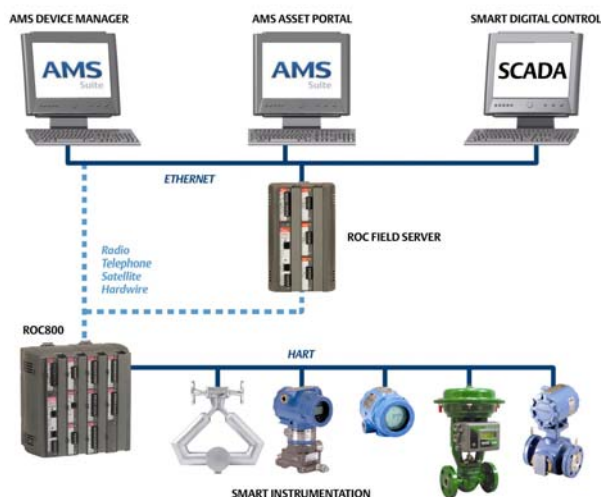 AMS DEVICE MANAGER
AMS ASSET PORTAL
SMART DIGITAL CONTROL
AMS
Suite
AMS
Suite
SCADA
ETHERNET
ROC FIELD SERVER
Radio
Telephone
Satellite
Hardwire
ROC800
HART
SMART INSTRUMENTATION